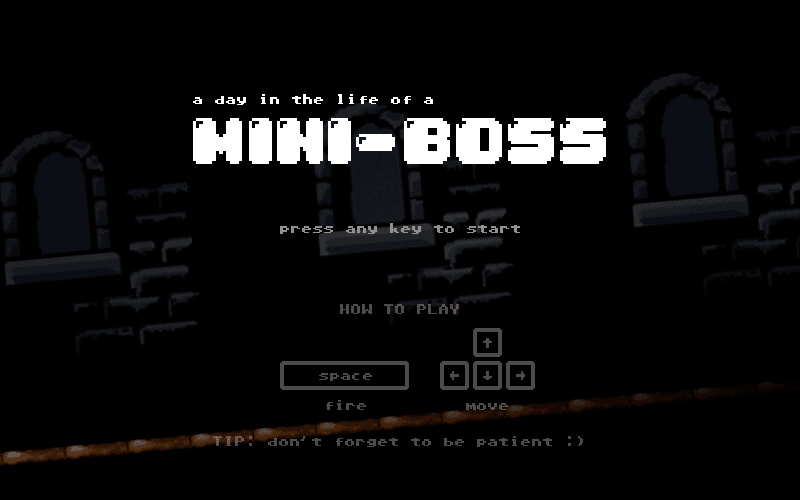 a day in the life of a
MINI-BOSS
press any key to start
HOW TO PLAY
↑
space ← ↓ →
fire move
TIP: don't forget to be patient :)